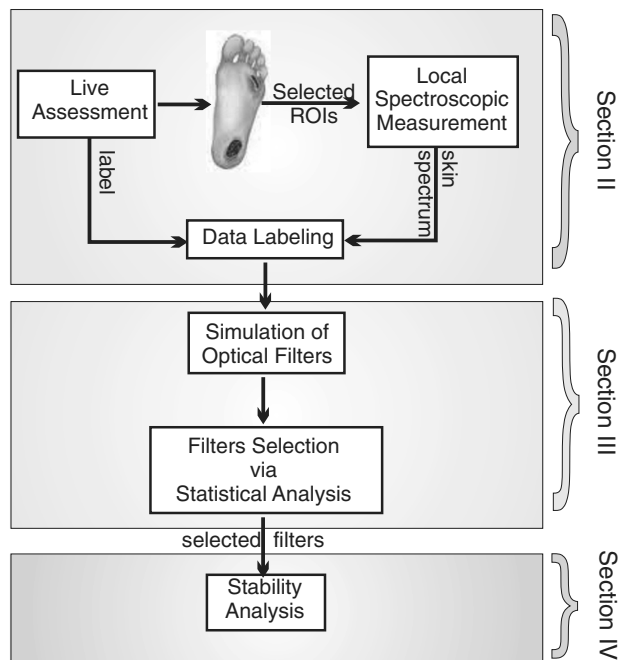 Live
Assessment
Selected
ROIs
Local
Spectroscopic
Measurement
Section II
label
skin
spectrum
Data Labeling
Simulation of
Optical Filters
Section III
Filters Selection
via
Statistical Analysis
selected filters
Stability
Analysis
Section IV